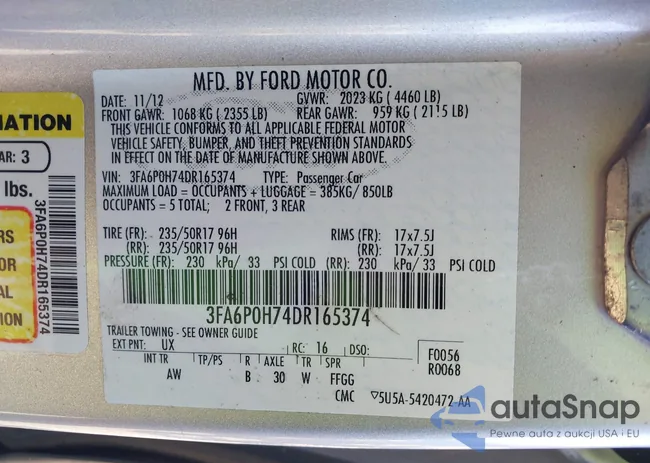 MFD. BY FORD MOTOR CO.
DATE: 11/12 GVWR: 2023 KG ( 4460 LB)
FRONT GAWR: 1068 KG ( 2355 LB) REAR GAWR: 959 KG ( 2115 LB)
THIS VEHICLE CONFORMS TO ALL APPLICABLE FEDERAL MOTOR
VEHICLE SAFETY, BUMPER, AND THEFT PREVENTION STANDARDS
IN EFFECT ON THE DATE OF MANUFACTURE SHOWN ABOVE.
VIN: 3FA6P0H74DR165374 TYPE: Passenger Car
MAXIMUM LOAD = OCCUPANTS + LUGGAGE = 385KG/ 850LB
OCCUPANTS = 5 TOTAL; 2 FRONT, 3 REAR
TIRE (FR): 235/50R17 96H RIMS (FR): 17x7.5J
(RR): 235/50R17 96H (RR): 17x7.5J
PRESSURE (FR): 230 kPa/ 33 PSI COLD (RR): 230 kPa/ 33 PSI COLD
3FA6P0H74DR165374
TRAILER TOWING - SEE OWNER GUIDE
EXT PNT: UX RC: 16 DSO: F0056
R0068
INT TR TP/PS R AXLE TR SPR
AW B 30 W FFGG
CMC ▽5U5A-5420472-AA
MATION
AR: 3
lbs.
RS
OR
AL
ION
3FA6P0H74DR165374
autaSnap
Pewne auta z aukcji USA i EU